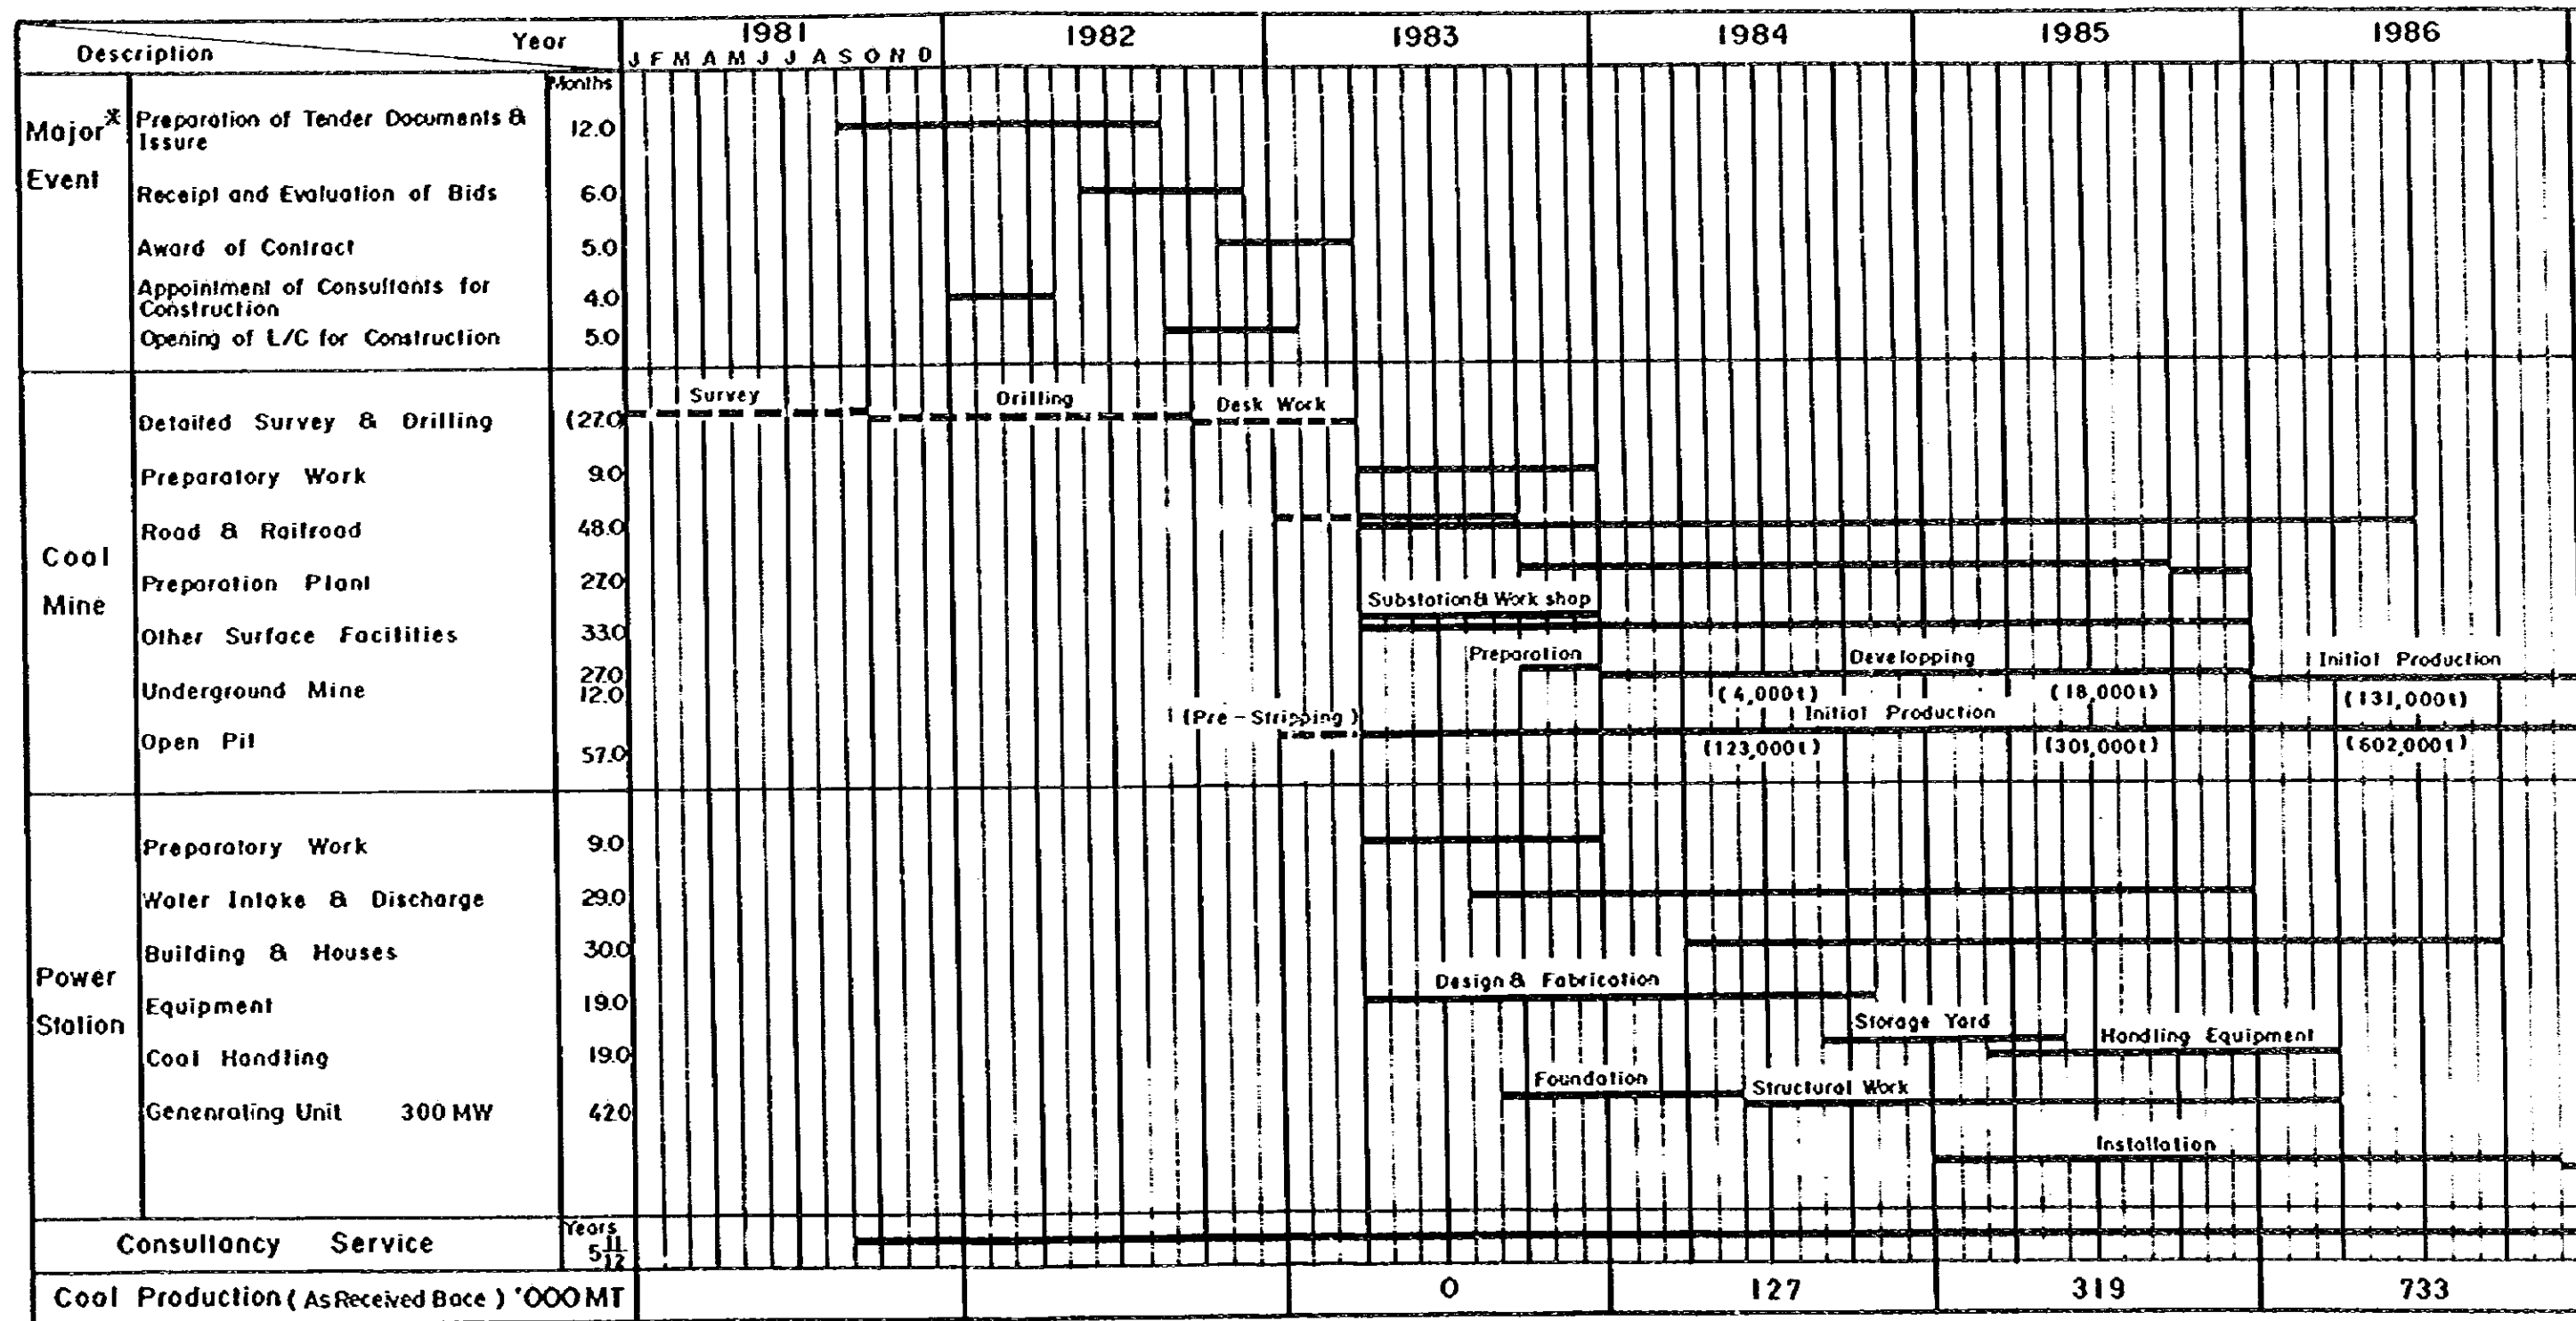 Year 1981 1982 1983 1984 1985 1986
Description J F M A M J J A S O N D
Months
Major* Event
Preparation of Tender Documents & 12.0
Issure
Receipt and Evaluation of Bids 6.0
Award of Contract 5.0
Appointment of Consultants for 4.0
Construction
Opening of L/C for Construction 5.0
Coal Mine
Survey Drilling Desk Work
Detailed Survey & Drilling (27.0
Preparatory Work 9.0
Road & Railroad 48.0
Preparation Plant 27.0
Substation & Work shop
Other Surface Facilities 33.0
Preparation Developping Initial Production
Underground Mine 27.0
12.0
(4,000t) (18,000t) (131,000t)
(Pre-Stripping) Initial Production
Open Pit 57.0
(123,000t) (301,000t) (602,000t)
Power Station
Preparatory Work 9.0
Water Intake & Discharge 29.0
Building & Houses 30.0
Design & Fabrication
Equipment 19.0
Storage Yard Handling Equipment
Coal Handling 19.0
Foundation Structural Work
Genenrating Unit 300 MW 42.0
Installation
Years
Consultancy Service 5 11/12
Coal Production (As Received Bace) '000 MT 0 127 319 733